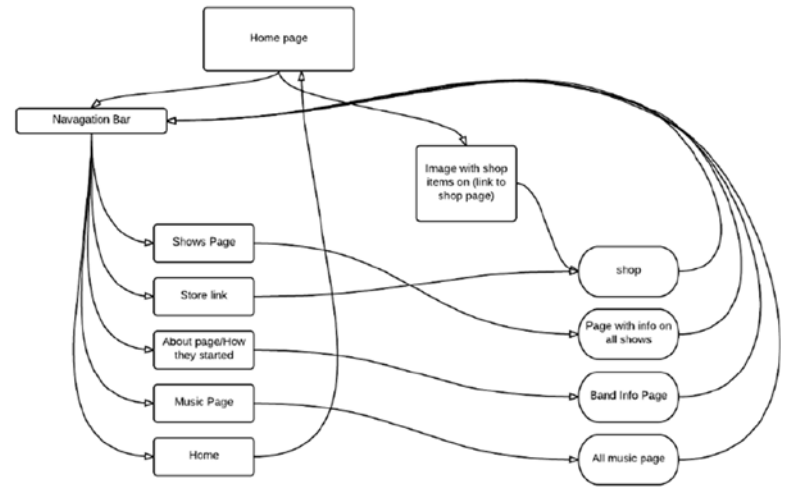 Home page
Navagation Bar
Image with shop
items on (link to
shop page)
Shows Page
shop
Store link
Page with info on
all shows
About page/How
they started
Band Info Page
Music Page
Home
All music page